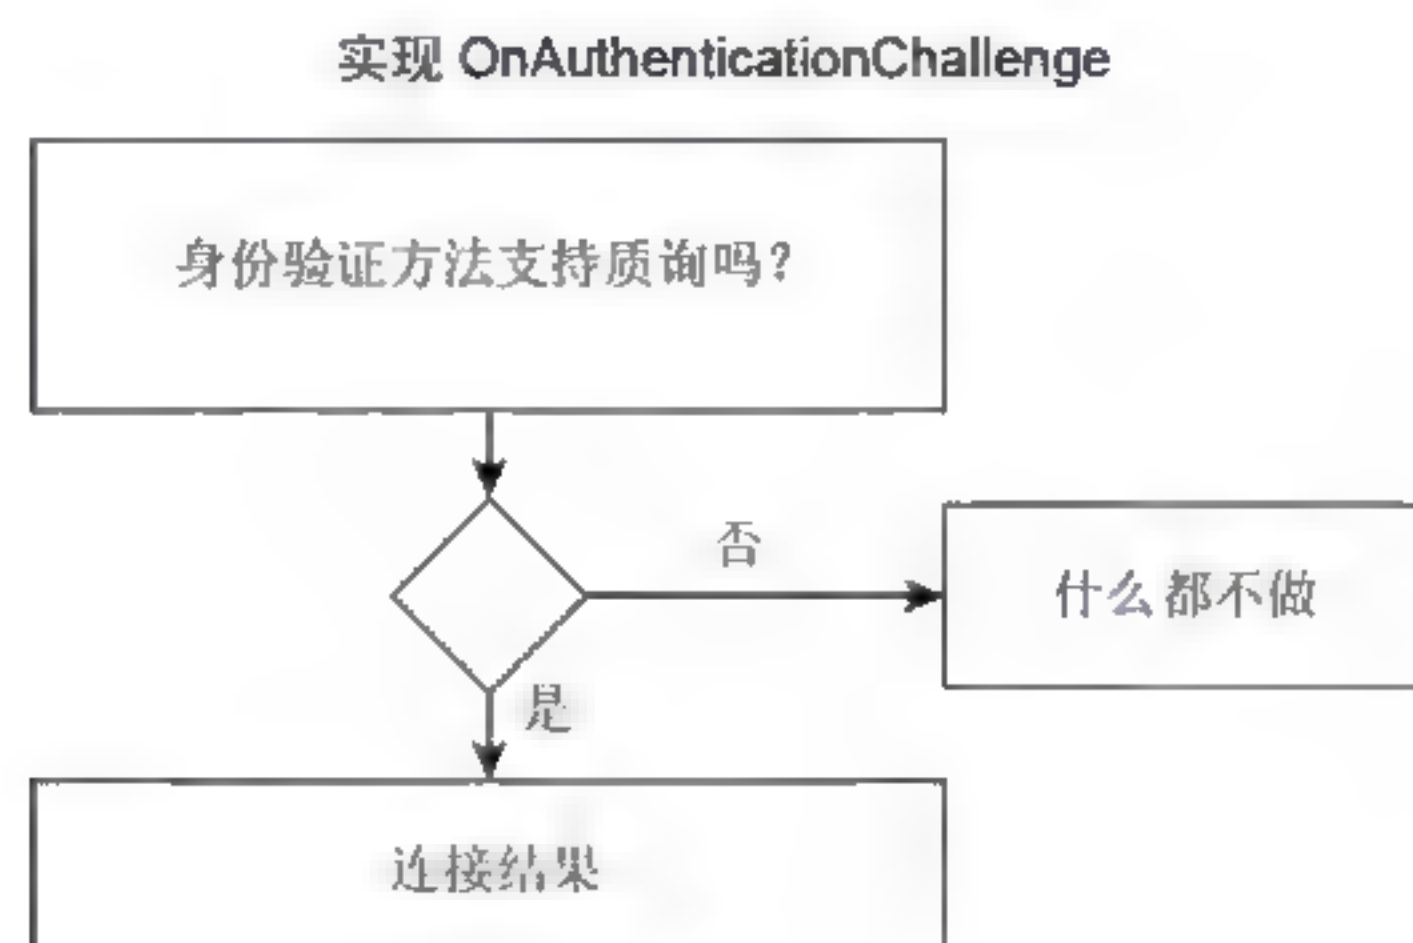 实现 OnAuthenticationChallenge
身份验证方法支持质询吗?
否
什么都不做
是
连接结果